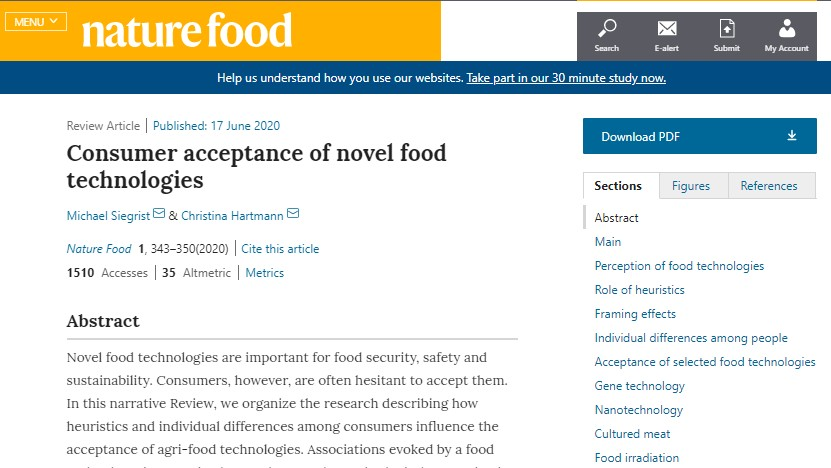 MENU
nature food
Search
E-alert
Submit
My Account
Help us understand how you use our websites. Take part in our 30 minute study now.
Review Article | Published: 17 June 2020
Consumer acceptance of novel food
technologies
Michael Siegrist & Christina Hartmann
Nature Food 1, 343–350(2020) | Cite this article
1510 Accesses | 35 Altmetric | Metrics
Abstract
Novel food technologies are important for food security, safety and
sustainability. Consumers, however, are often hesitant to accept them.
In this narrative Review, we organize the research describing how
heuristics and individual differences among consumers influence the
acceptance of agri-food technologies. Associations evoked by a food
Download PDF
Sections
Figures
References
Abstract
Main
Perception of food technologies
Role of heuristics
Framing effects
Individual differences among people
Acceptance of selected food technologies
Gene technology
Nanotechnology
Cultured meat
Food irradiation